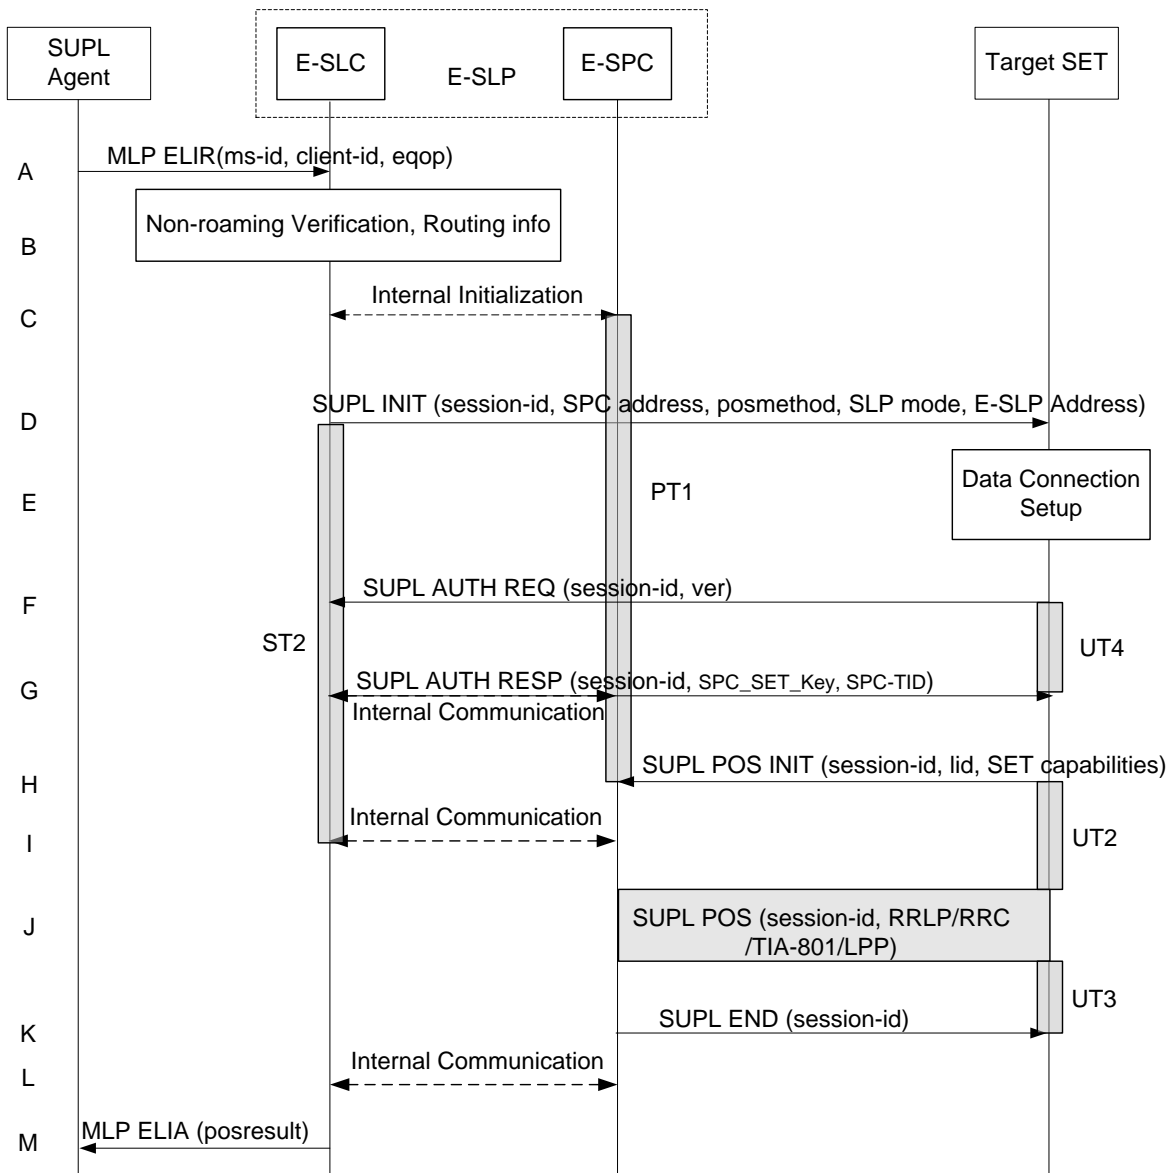 SUPL
Agent
E-SLC
E-SLP
E-SPC
Target SET
A
MLP ELIR(ms-id, client-id, eqop)
B
Non-roaming Verification, Routing info
C
Internal Initialization
D
SUPL INIT (session-id, SPC address, posmethod, SLP mode, E-SLP Address)
E
PT1
Data Connection
Setup
F
SUPL AUTH REQ (session-id, ver)
ST2
UT4
G
SUPL AUTH RESP (session-id, SPC_SET_Key, SPC-TID)
Internal Communication
H
SUPL POS INIT (session-id, lid, SET capabilities)
I
Internal Communication
UT2
J
SUPL POS (session-id, RRLP/RRC
/TIA-801/LPP)
UT3
K
SUPL END (session-id)
L
Internal Communication
M
MLP ELIA (posresult)